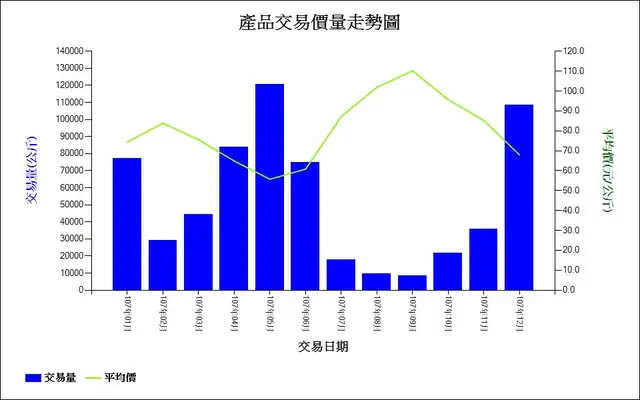 產品交易價量走勢圖
交易量(公斤)
140000
130000
120000
110000
100000
90000
80000
70000
60000
50000
40000
30000
20000
10000
0
平均價(元/公斤)
120.0
110.0
100.0
90.0
80.0
70.0
60.0
50.0
40.0
30.0
20.0
10.0
0.0
107年01月
107年02月
107年03月
107年04月
107年05月
107年06月
107年07月
107年08月
107年09月
107年10月
107年11月
107年12月
交易日期
交易量 平均價